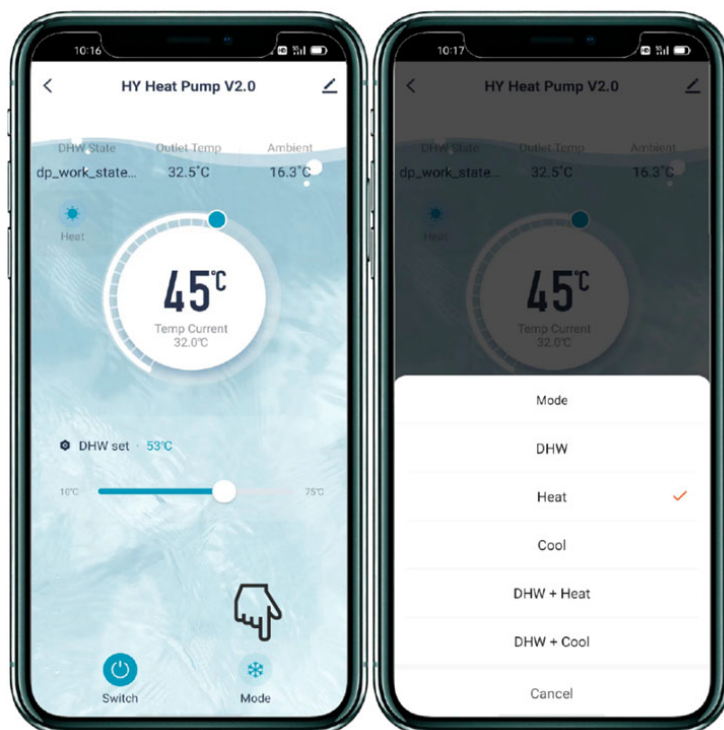 10:16
HY Heat Pump V2.0
DHW State Outlet Temp Ambient
dp_work_state... 32.5°C 16.3°C
Heat
45°C
Temp Current
32.0°C
DHW set · 53°C
10°C 75°C
Switch Mode
10:17
HY Heat Pump V2.0
DHW State Outlet Temp Ambient
dp_work_state... 32.5°C 16.3°C
Heat
45°C
Temp Current
32.0°C
Mode
DHW
Heat
Cool
DHW + Heat
DHW + Cool
Cancel